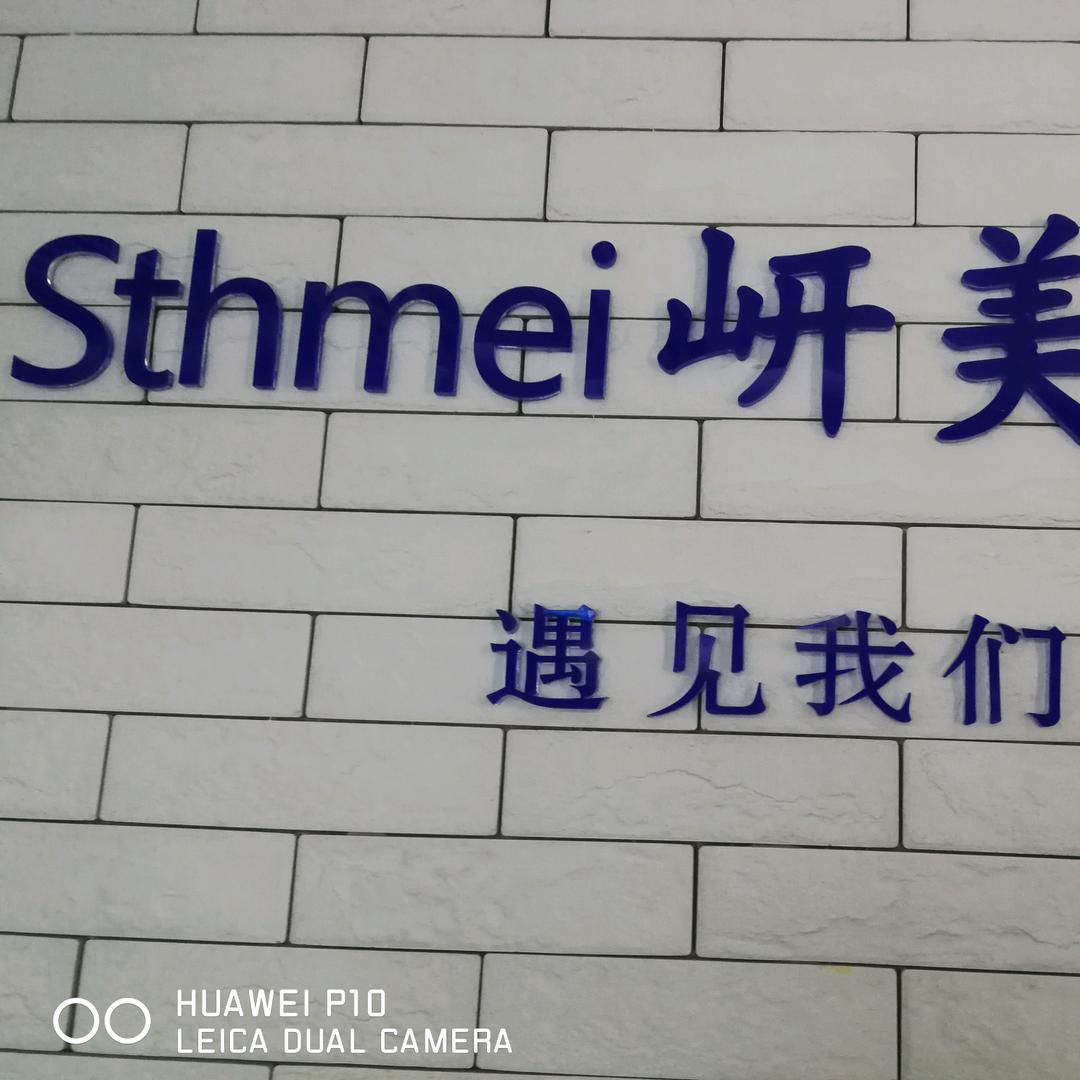 Sthmei 岍美
遇见我们
HUAWEI P10
LEICA DUAL CAMERA